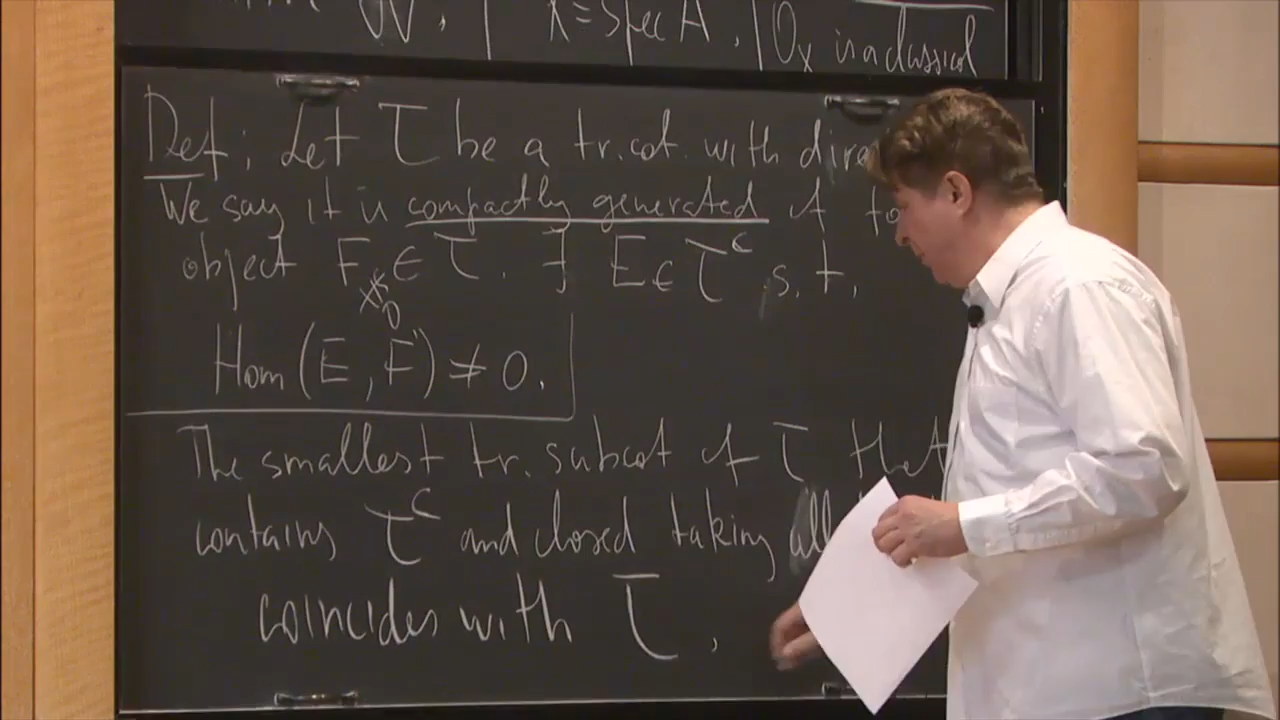 X = Spec A, | O_X is a classical
Def: Let T be a tr. cat. with dire
We say it is compactly generated if fo
object F ∈ T. ∃ E ∈ T^c s.t.
0
Hom(E, F) ≠ 0.
The smallest tr. subcat of T that
contains T^c and closed taking all
coincides with T,